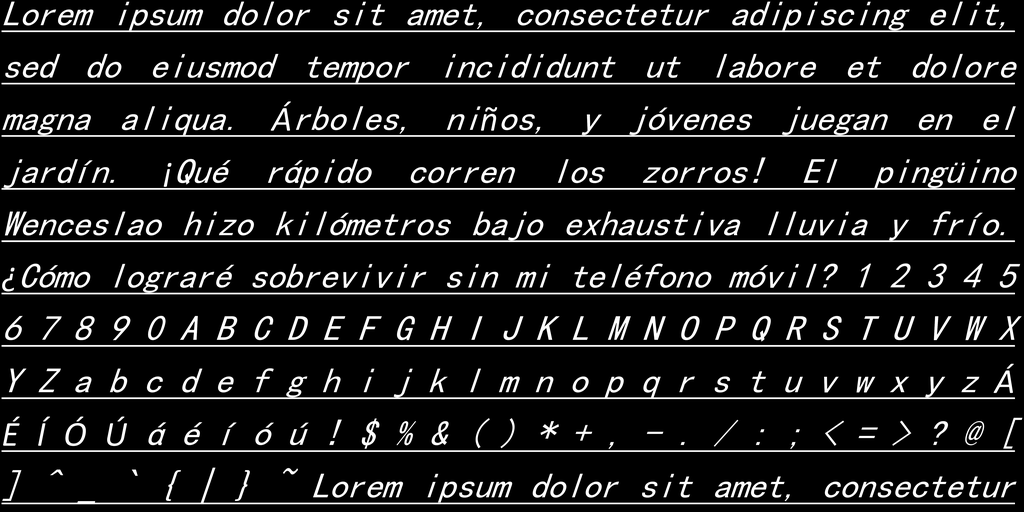 Lorem ipsum dolor sit amet, consectetur adipiscing elit,
sed do eiusmod tempor incididunt ut labore et dolore
magna aliqua. Árboles, niños, y jóvenes juegan en el
jardín. ¡Qué rápido corren los zorros! El pingüino
Wenceslao hizo kilómetros bajo exhaustiva lluvia y frío.
¿Cómo lograré sobrevivir sin mi teléfono móvil? 1 2 3 4 5
6 7 8 9 0 A B C D E F G H I J K L M N O P Q R S T U V W X
Y Z a b c d e f g h i j k l m n o p q r s t u v w x y z Á
É Í Ó Ú á é í ó ú ! $ % & ( ) * + , - . / : ; < = > ? @ [
] ^ _ ` { | } ~ Lorem ipsum dolor sit amet, consectetur